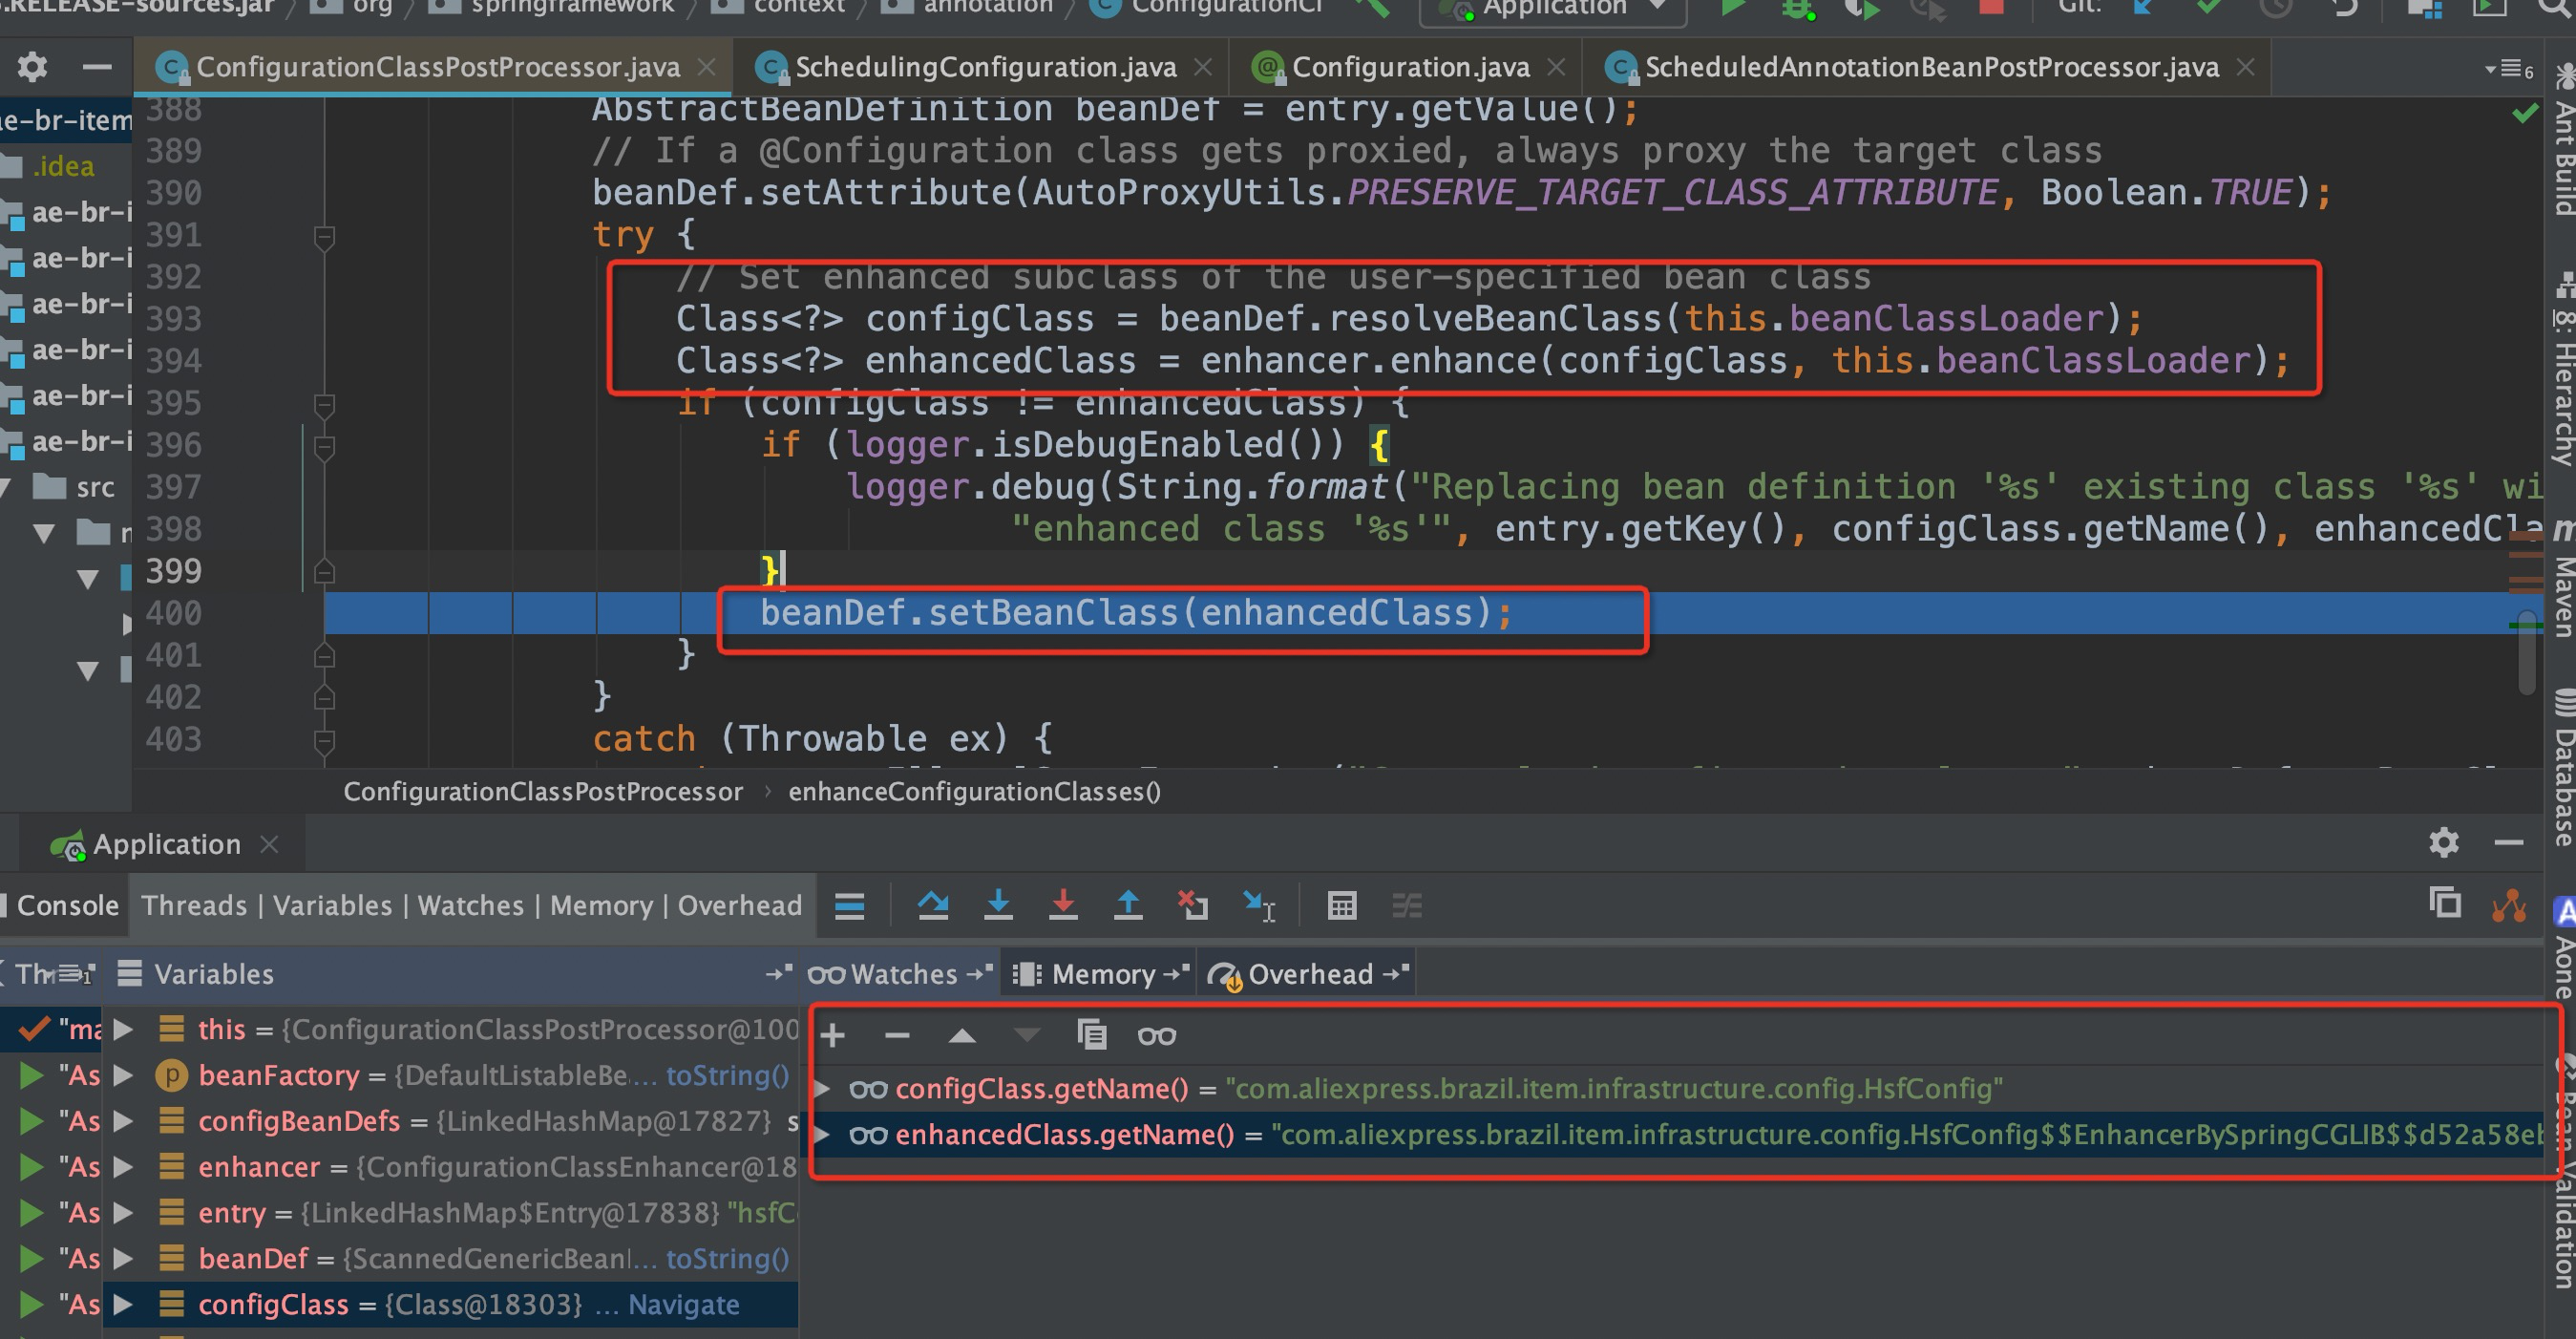 .RELEASE-sources.jar org springframework context annotation ConfigurationCl Application Git:
ConfigurationClassPostProcessor.java SchedulingConfiguration.java Configuration.java ScheduledAnnotationBeanPostProcessor.java 6
ae-br-item
.idea
ae-br-i
ae-br-i
ae-br-i
ae-br-i
ae-br-i
ae-br-i
src
388 AbstractBeanDefinition beanDef = entry.getValue();
389 // If a @Configuration class gets proxied, always proxy the target class
390 beanDef.setAttribute(AutoProxyUtils.PRESERVE_TARGET_CLASS_ATTRIBUTE, Boolean.TRUE);
391 try {
392 // Set enhanced subclass of the user-specified bean class
393 Class<?> configClass = beanDef.resolveBeanClass(this.beanClassLoader);
394 Class<?> enhancedClass = enhancer.enhance(configClass, this.beanClassLoader);
395 if (configClass != enhancedClass) {
396 if (logger.isDebugEnabled()) {
397 logger.debug(String.format("Replacing bean definition '%s' existing class '%s' wi
398 "enhanced class '%s'", entry.getKey(), configClass.getName(), enhancedCla
399 }
400 beanDef.setBeanClass(enhancedClass);
401 }
402 }
403 catch (Throwable ex) {
ConfigurationClassPostProcessor › enhanceConfigurationClasses()
Ant Build
8: Hierarchy
Maven
Database
Aone
Bean Validation
Application
Console Threads | Variables | Watches | Memory | Overhead
Variables Watches Memory Overhead
"ma
"As
"As
"As
"As
"As
"As
this = {ConfigurationClassPostProcessor@100
beanFactory = {DefaultListableBe... toString()
configBeanDefs = {LinkedHashMap@17827} s
enhancer = {ConfigurationClassEnhancer@18
entry = {LinkedHashMap$Entry@17838} "hsfC
beanDef = {ScannedGenericBean... toString()
configClass = {Class@18303} ... Navigate
configClass.getName() = "com.aliexpress.brazil.item.infrastructure.config.HsfConfig"
enhancedClass.getName() = "com.aliexpress.brazil.item.infrastructure.config.HsfConfig$$EnhancerBySpringCGLIB$$d52a58eb